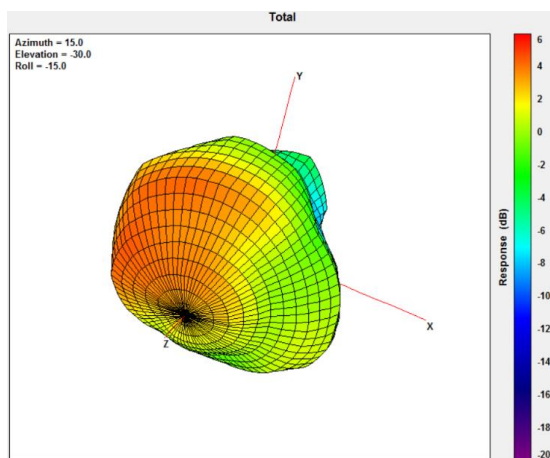 Total
Azimuth = 15.0
Elevation = -30.0
Roll = -15.0
Y
X
Z
6
4
2
0
-2
-4
-6
-8
-10
-12
-14
-16
-18
-20
Response (dB)